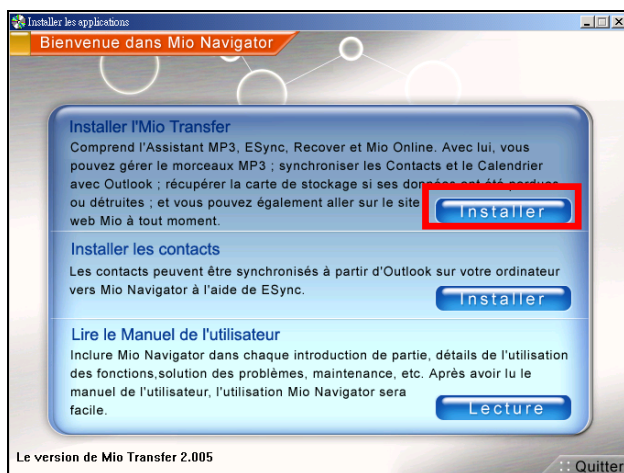 Installer les applications
Bienvenue dans Mio Navigator
Installer l'Mio Transfer
Comprend l'Assistant MP3, ESync, Recover et Mio Online. Avec lui, vous
pouvez gérer le morceaux MP3 ; synchroniser les Contacts et le Calendrier
avec Outlook ; récupérer la carte de stockage si ses données ont été perdues
ou détruites ; et vous pouvez également aller sur le site
web Mio à tout moment.
Installer
Installer les contacts
Les contacts peuvent être synchronisés à partir d'Outlook sur votre ordinateur
vers Mio Navigator à l'aide de ESync.
Installer
Lire le Manuel de l'utilisateur
Inclure Mio Navigator dans chaque introduction de partie, détails de l'utilisation
des fonctions,solution des problèmes, maintenance, etc. Après avoir lu le
manuel de l'utilisateur, l'utilisation Mio Navigator sera
facile.
Lecture
Le version de Mio Transfer 2.005
:: Quitter